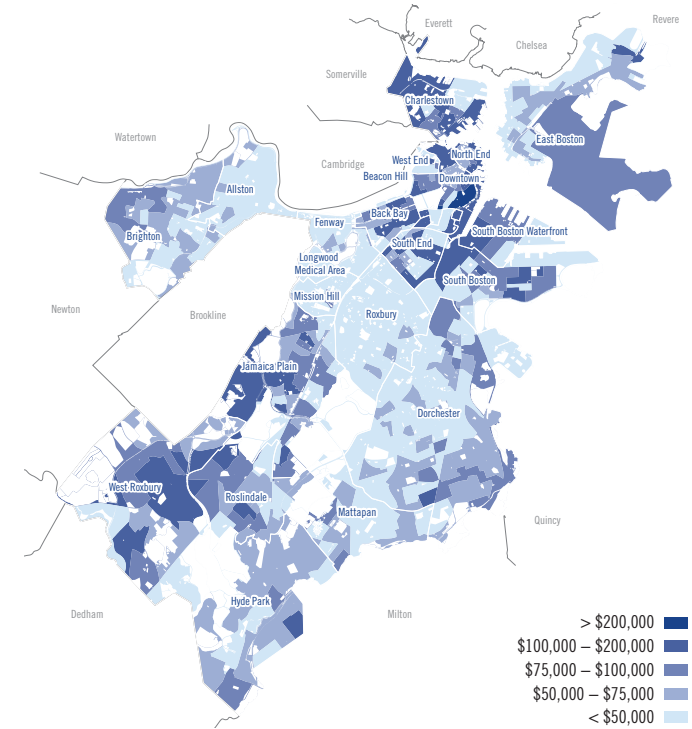 Everett
Revere
Chelsea
Somerville
Charlestown
Watertown
East Boston
North End
West End
Cambridge
Beacon Hill
Downtown
Allston
Back Bay
Fenway
South Boston Waterfront
Brighton
South End
Longwood
Medical Area
South Boston
Mission Hill
Newton
Brookline
Roxbury
Jamaica Plain
Dorchester
West Roxbury
Roslindale
Mattapan
Quincy
Hyde Park
Dedham
Milton
> $200,000
$100,000 – $200,000
$75,000 – $100,000
$50,000 – $75,000
< $50,000